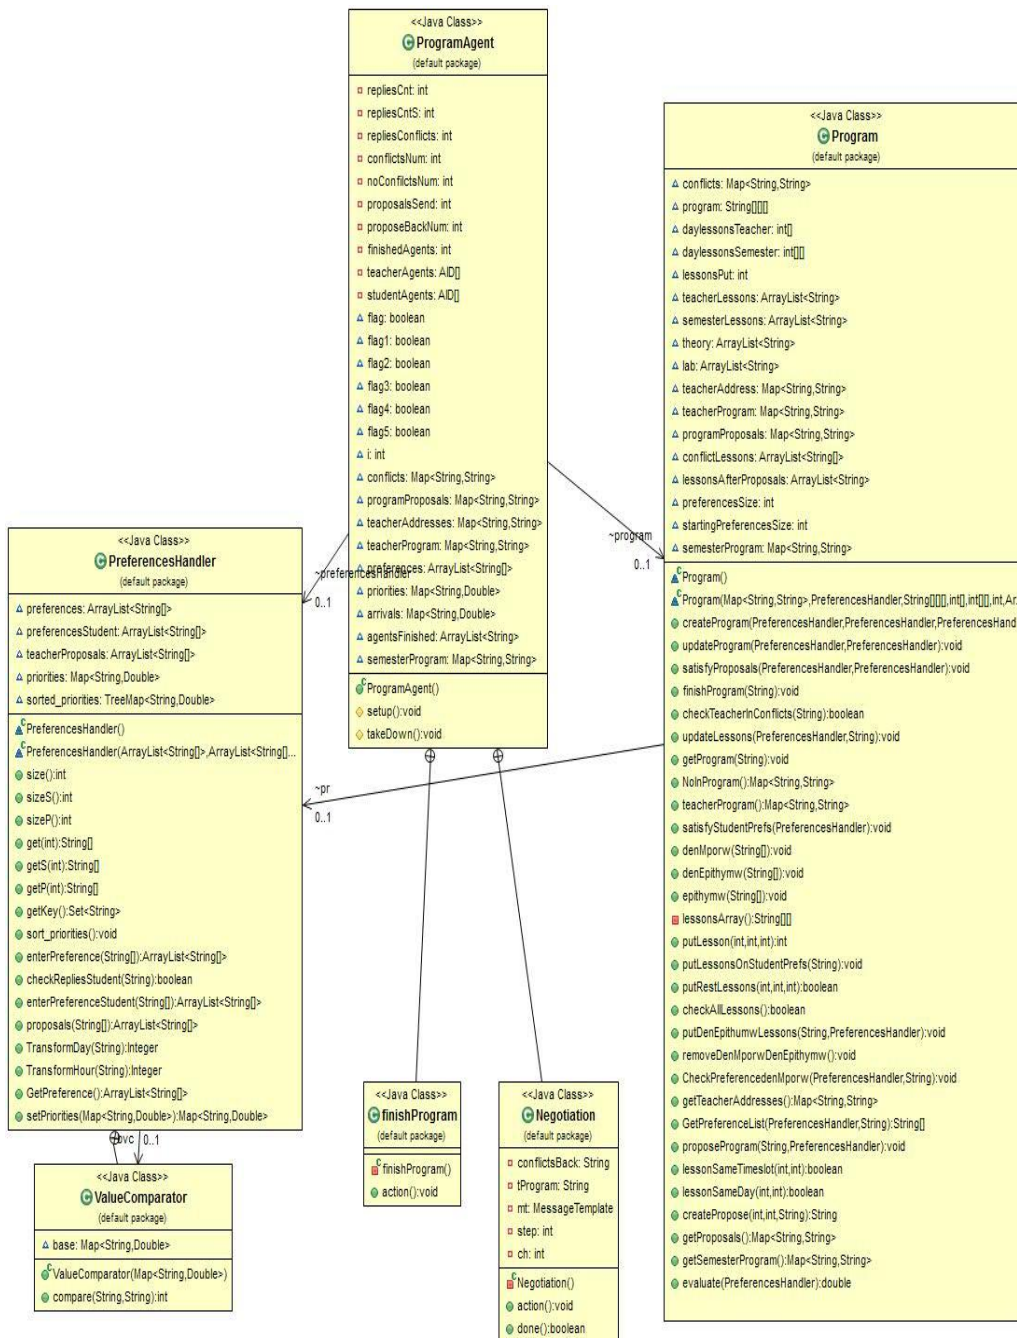 <<Java Class>>
ProgramAgent
(default package)
repliesCnt: int
repliesCntS: int
repliesConflicts: int
conflictsNum: int
noConfilctsNum: int
proposalsSend: int
proposeBackNum: int
finishedAgents: int
teacherAgents: AID[]
studentAgents: AID[]
flag: boolean
flag1: boolean
flag2: boolean
flag3: boolean
flag4: boolean
flag5: boolean
i: int
conflicts: Map<String,String>
programProposals: Map<String,String>
teacherAddresses: Map<String,String>
teacherProgram: Map<String,String>
preferences: ArrayList<String[]>
priorities: Map<String,Double>
arrivals: Map<String,Double>
agentsFinished: ArrayList<String>
semesterProgram: Map<String,String>
ProgramAgent()
setup():void
takeDown():void
<<Java Class>>
Program
(default package)
conflicts: Map<String,String>
program: String[][][]
daylessonsTeacher: int[]
daylessonsSemester: int[][]
lessonsPut: int
teacherLessons: ArrayList<String>
semesterLessons: ArrayList<String>
theory: ArrayList<String>
lab: ArrayList<String>
teacherAddress: Map<String,String>
teacherProgram: Map<String,String>
programProposals: Map<String,String>
conflictLessons: ArrayList<String[]>
lessonsAfterProposals: ArrayList<String>
preferencesSize: int
startingPreferencesSize: int
semesterProgram: Map<String,String>
Program()
Program(Map<String,String>,PreferencesHandler,String[][][],int[],int[][],int,Ar...
createProgram(PreferencesHandler,PreferencesHandler,PreferencesHand
updateProgram(PreferencesHandler,PreferencesHandler):void
satisfyProposals(PreferencesHandler,PreferencesHandler):void
finishProgram(String):void
checkTeacherInConflicts(String):boolean
updateLessons(PreferencesHandler,String):void
getProgram(String):void
NoInProgram():Map<String,String>
teacherProgram():Map<String,String>
satisfyStudentPrefs(PreferencesHandler):void
denMporw(String[]):void
denEpithymw(String[]):void
epithymw(String[]):void
lessonsArray():String[][]
putLesson(int,int,int):int
putLessonsOnStudentPrefs(String):void
putRestLessons(int,int,int):boolean
checkAllLessons():boolean
putDenEpithumwLessons(String,PreferencesHandler):void
removeDenMporwDenEpithymw():void
CheckPreferencedenMporw(PreferencesHandler,String):void
getTeacherAddresses():Map<String,String>
GetPreferenceList(PreferencesHandler,String):String[]
proposeProgram(String,PreferencesHandler):void
lessonSameTimeslot(int,int):boolean
lessonSameDay(int,int):boolean
createPropose(int,int,String):String
getProposals():Map<String,String>
getSemesterProgram():Map<String,String>
evaluate(PreferencesHandler):double
~program
0..1
~preferencesHandler
0..1
~pr
0..1
<<Java Class>>
PreferencesHandler
(default package)
preferences: ArrayList<String[]>
preferencesStudent: ArrayList<String[]>
teacherProposals: ArrayList<String[]>
priorities: Map<String,Double>
sorted_priorities: TreeMap<String,Double>
PreferencesHandler()
PreferencesHandler(ArrayList<String[]>,ArrayList<String[]...
size():int
sizeS():int
sizeP():int
get(int):String[]
getS(int):String[]
getP(int):String[]
getKey():Set<String>
sort_priorities():void
enterPreference(String[]):ArrayList<String[]>
checkRepliesStudent(String):boolean
enterPreferenceStudent(String[]):ArrayList<String[]>
proposals(String[]):ArrayList<String[]>
TransformDay(String):Integer
TransformHour(String):Integer
GetPreference():ArrayList<String[]>
setPriorities(Map<String,Double>):Map<String,Double>
0..1
<<Java Class>>
ValueComparator
(default package)
base: Map<String,Double>
ValueComparator(Map<String,Double>)
compare(String,String):int
<<Java Class>>
finishProgram
(default package)
finishProgram()
action():void
<<Java Class>>
Negotiation
(default package)
conflictsBack: String
tProgram: String
mt: MessageTemplate
step: int
ch: int
Negotiation()
action():void
done():boolean